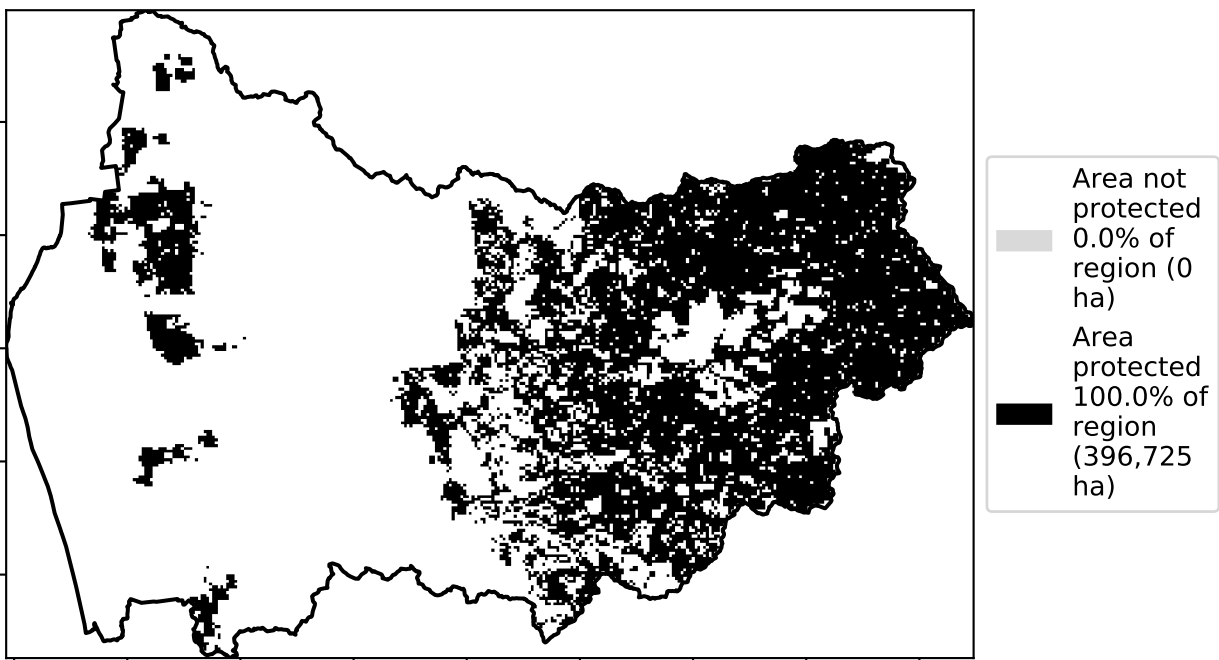 Area not
protected
0.0% of
region (0
ha)
Area
protected
100.0% of
region
(396,725
ha)